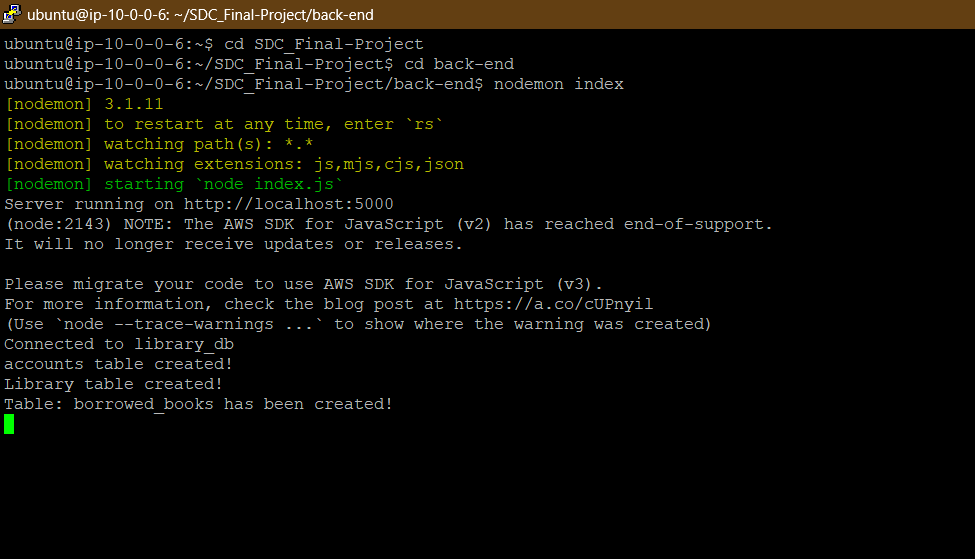 ubuntu@ip-10-0-0-6: ~/SDC_Final-Project/back-end
ubuntu@ip-10-0-0-6:~$ cd SDC_Final-Project
ubuntu@ip-10-0-0-6:~/SDC_Final-Project$ cd back-end
ubuntu@ip-10-0-0-6:~/SDC_Final-Project/back-end$ nodemon index
[nodemon] 3.1.11
[nodemon] to restart at any time, enter `rs`
[nodemon] watching path(s): *.*
[nodemon] watching extensions: js,mjs,cjs,json
[nodemon] starting `node index.js`
Server running on http://localhost:5000
(node:2143) NOTE: The AWS SDK for JavaScript (v2) has reached end-of-support.
It will no longer receive updates or releases.

Please migrate your code to use AWS SDK for JavaScript (v3).
For more information, check the blog post at https://a.co/cUPnyil
(Use `node --trace-warnings ...` to show where the warning was created)
Connected to library_db
accounts table created!
Library table created!
Table: borrowed_books has been created!